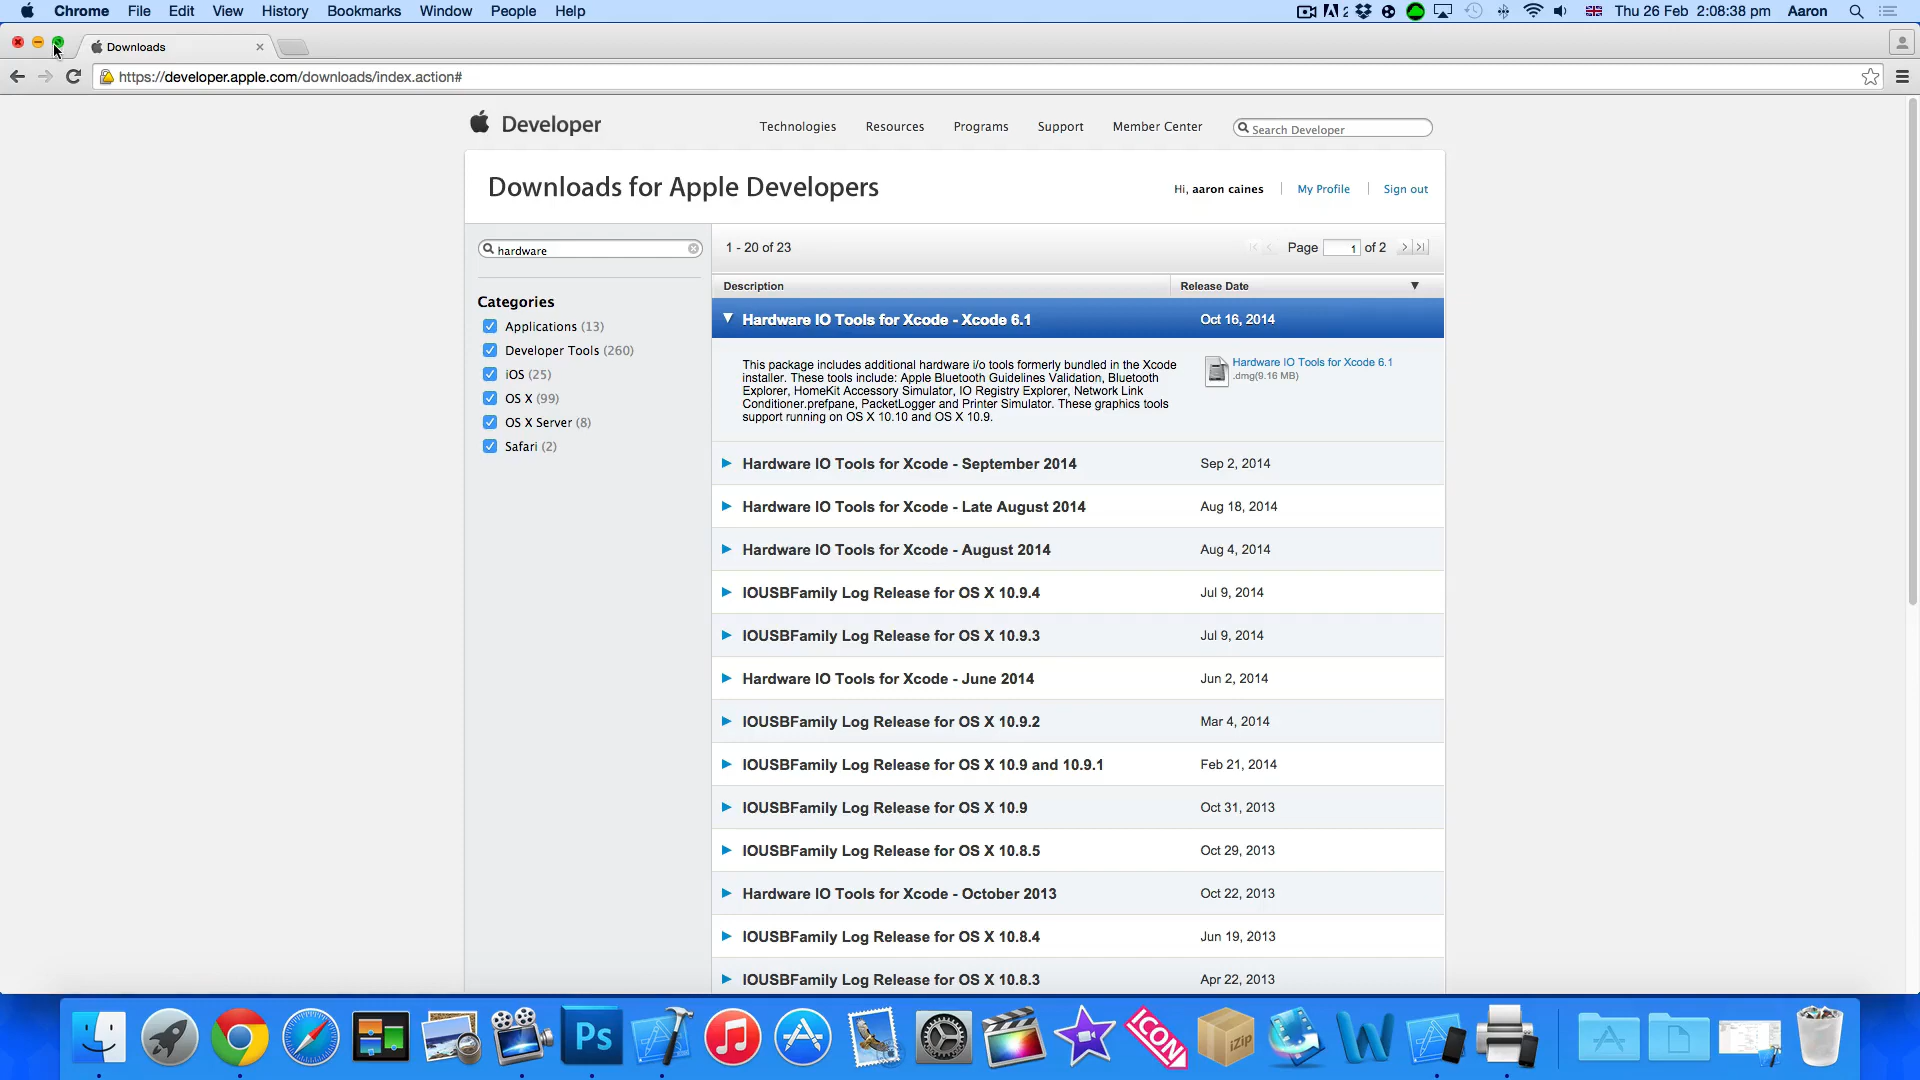 Chrome File Edit View History Bookmarks Window People Help 2 Thu 26 Feb 2:08:38 pm Aaron
Downloads
https://developer.apple.com/downloads/index.action#
Developer Technologies Resources Programs Support Member Center Search Developer
Downloads for Apple Developers Hi, aaron caines My Profile Sign out
hardware 1 - 20 of 23 Page 1 of 2
Description Release Date
Categories
Applications (13)
Developer Tools (260)
iOS (25)
OS X (99)
OS X Server (8)
Safari (2)
Hardware IO Tools for Xcode - Xcode 6.1 Oct 16, 2014
This package includes additional hardware i/o tools formerly bundled in the Xcode
installer. These tools include: Apple Bluetooth Guidelines Validation, Bluetooth
Explorer, HomeKit Accessory Simulator, IO Registry Explorer, Network Link
Conditioner.prefpane, PacketLogger and Printer Simulator. These graphics tools
support running on OS X 10.10 and OS X 10.9.
Hardware IO Tools for Xcode 6.1
.dmg(9.16 MB)
Hardware IO Tools for Xcode - September 2014 Sep 2, 2014
Hardware IO Tools for Xcode - Late August 2014 Aug 18, 2014
Hardware IO Tools for Xcode - August 2014 Aug 4, 2014
IOUSBFamily Log Release for OS X 10.9.4 Jul 9, 2014
IOUSBFamily Log Release for OS X 10.9.3 Jul 9, 2014
Hardware IO Tools for Xcode - June 2014 Jun 2, 2014
IOUSBFamily Log Release for OS X 10.9.2 Mar 4, 2014
IOUSBFamily Log Release for OS X 10.9 and 10.9.1 Feb 21, 2014
IOUSBFamily Log Release for OS X 10.9 Oct 31, 2013
IOUSBFamily Log Release for OS X 10.8.5 Oct 29, 2013
Hardware IO Tools for Xcode - October 2013 Oct 22, 2013
IOUSBFamily Log Release for OS X 10.8.4 Jun 19, 2013
IOUSBFamily Log Release for OS X 10.8.3 Apr 22, 2013
Ps ICON iZip W